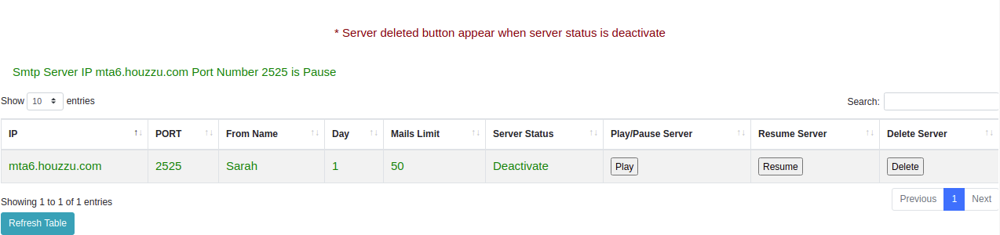 * Server deleted button appear when server status is deactivate
Smtp Server IP mta6.houzzu.com Port Number 2525 is Pause
Show 10 entries Search:
IP PORT From Name Day Mails Limit Server Status Play/Pause Server Resume Server Delete Server
mta6.houzzu.com 2525 Sarah 1 50 Deactivate Play Resume Delete
Showing 1 to 1 of 1 entries Previous 1 Next
Refresh Table